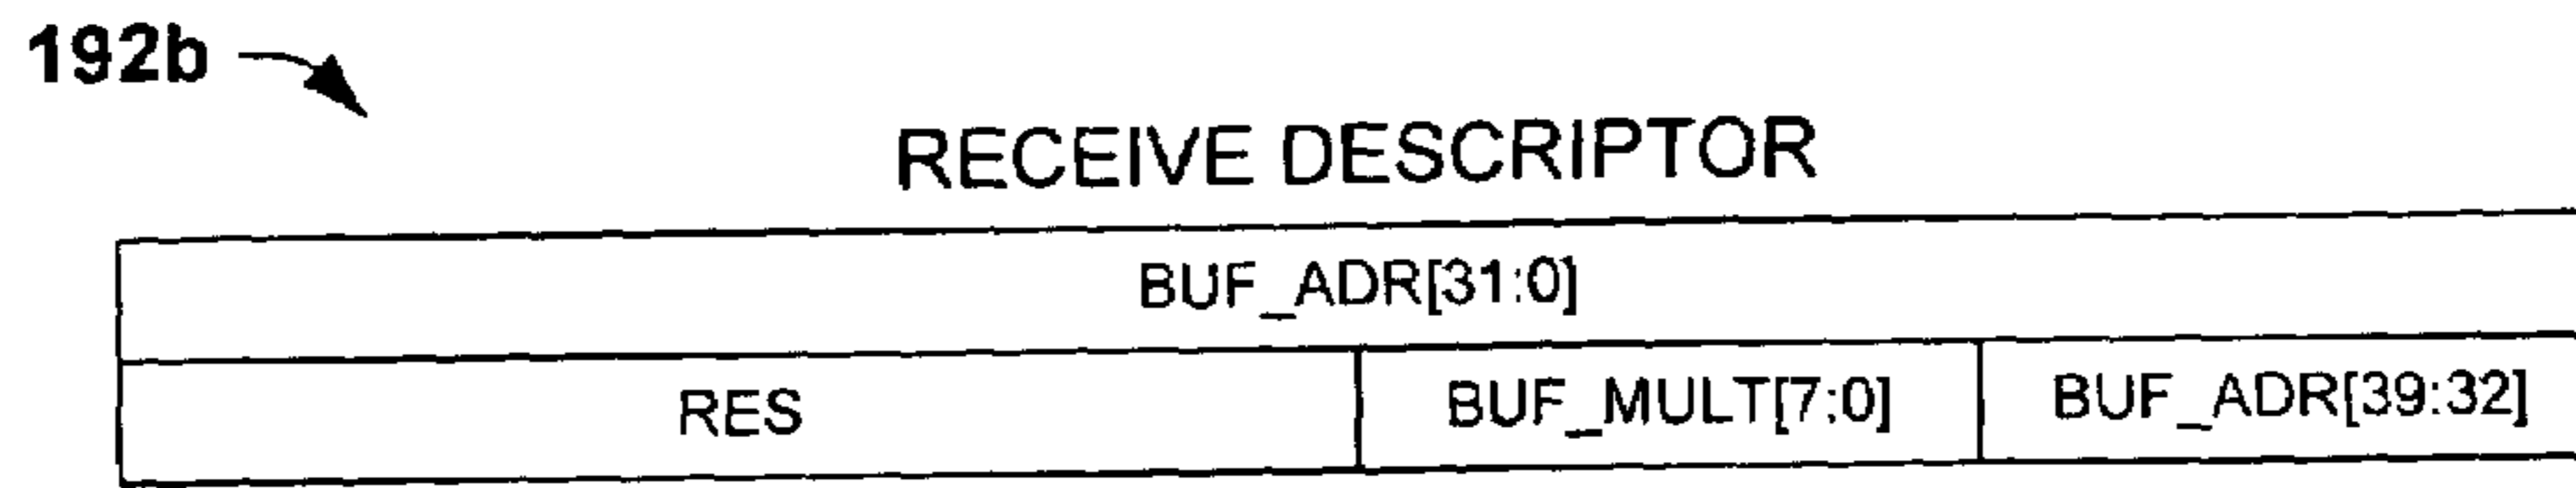 192b
RECEIVE DESCRIPTOR
BUF_ADR[31:0]
RES BUF_MULT[7:0] BUF_ADR[39:32]